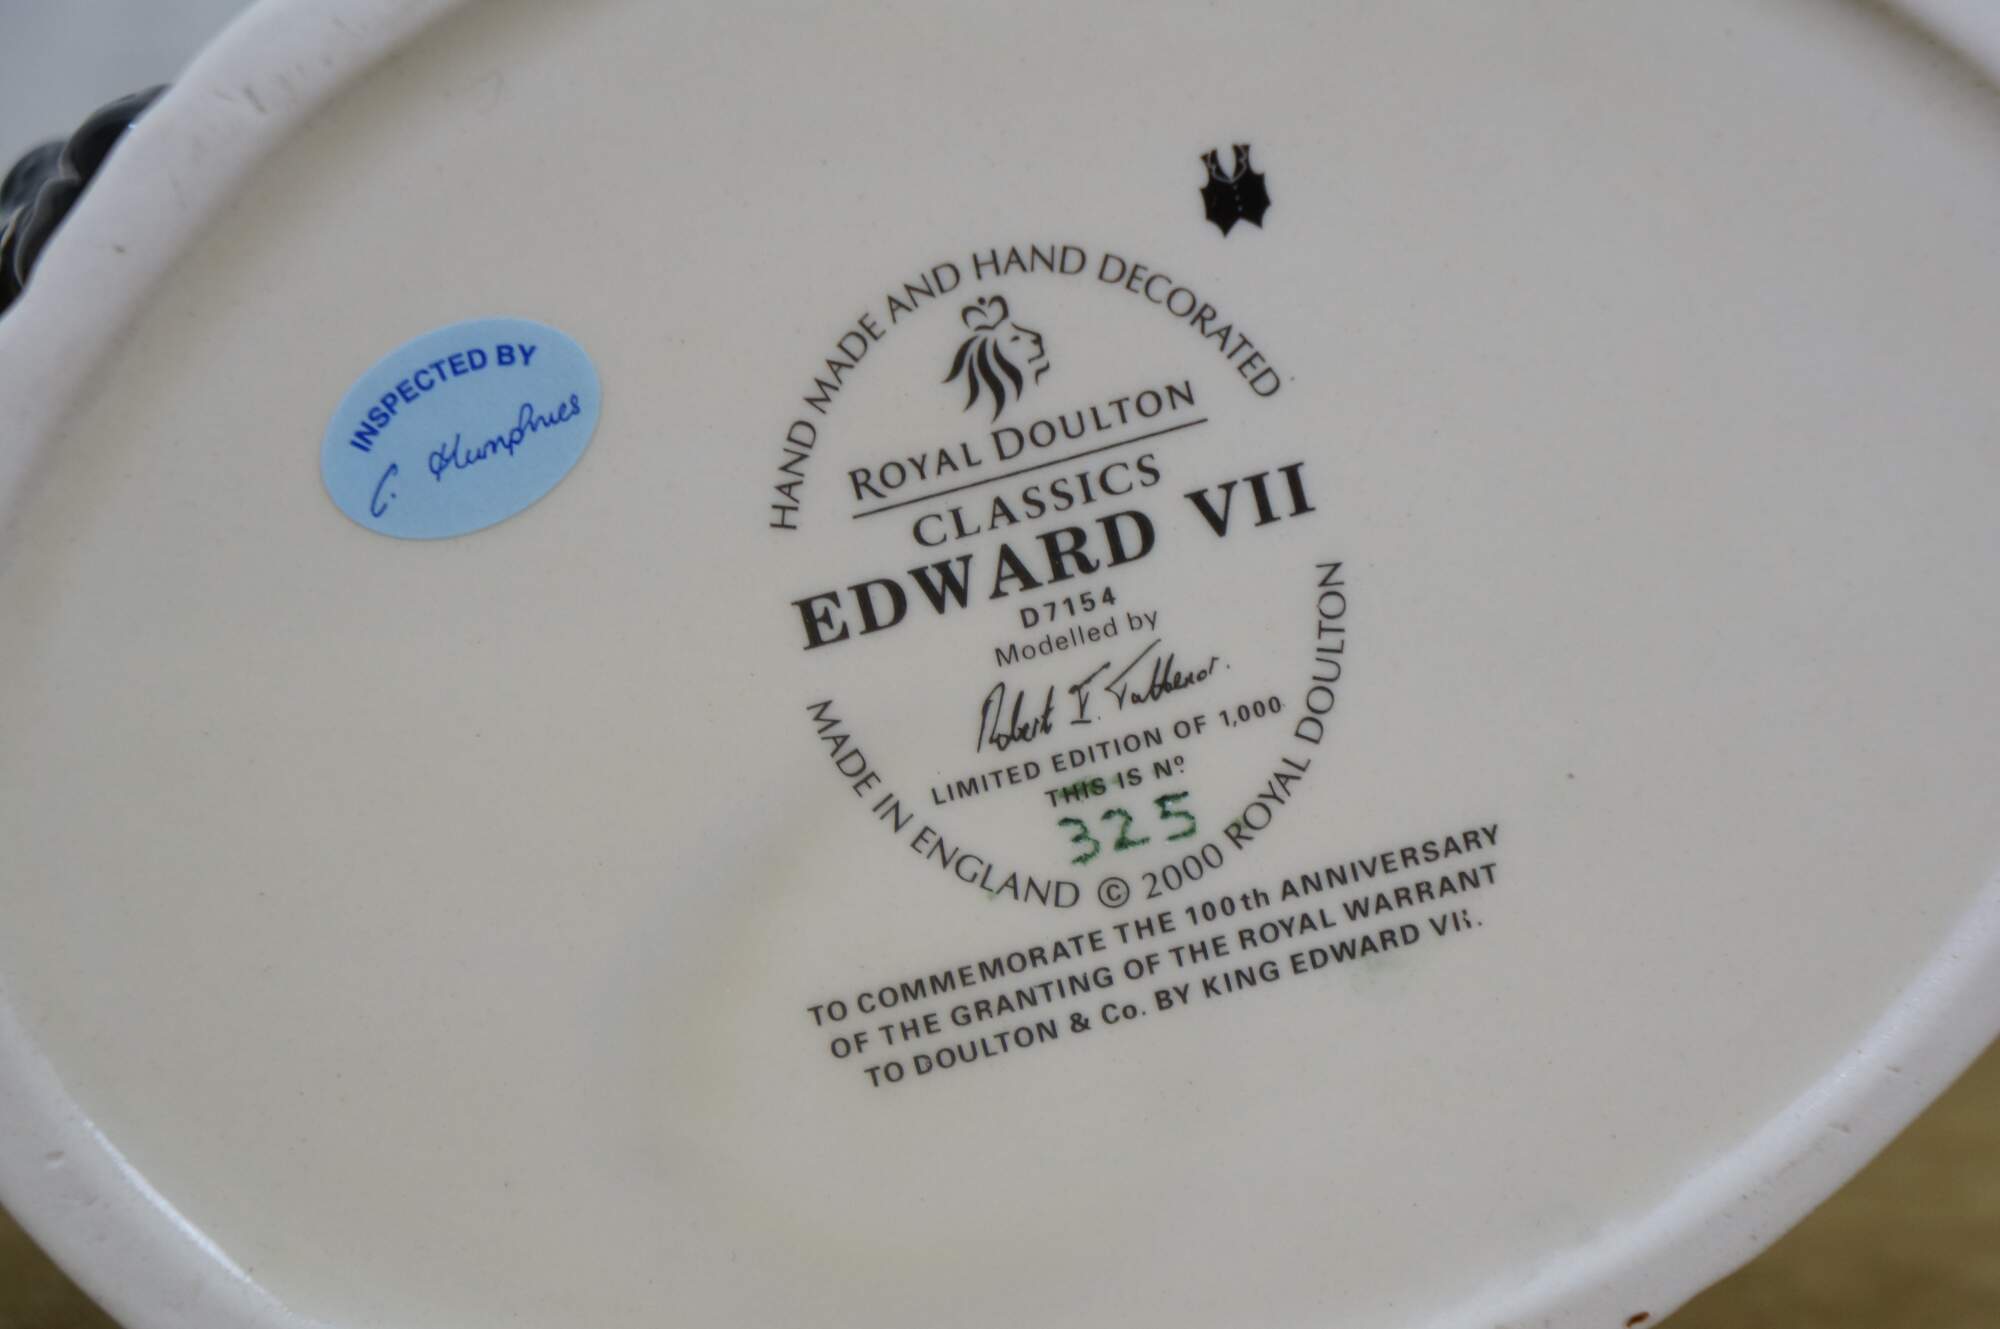 INSPECTED BY
C. Humphries
HAND MADE AND HAND DECORATED
ROYAL DOULTON
CLASSICS
EDWARD VII
D7154
Modelled by
Robert I. Tabbenor.
LIMITED EDITION OF 1,000
THIS IS Nº
325
MADE IN ENGLAND © 2000 ROYAL DOULTON
TO COMMEMORATE THE 100th ANNIVERSARY
OF THE GRANTING OF THE ROYAL WARRANT
TO DOULTON & Co. BY KING EDWARD VII.